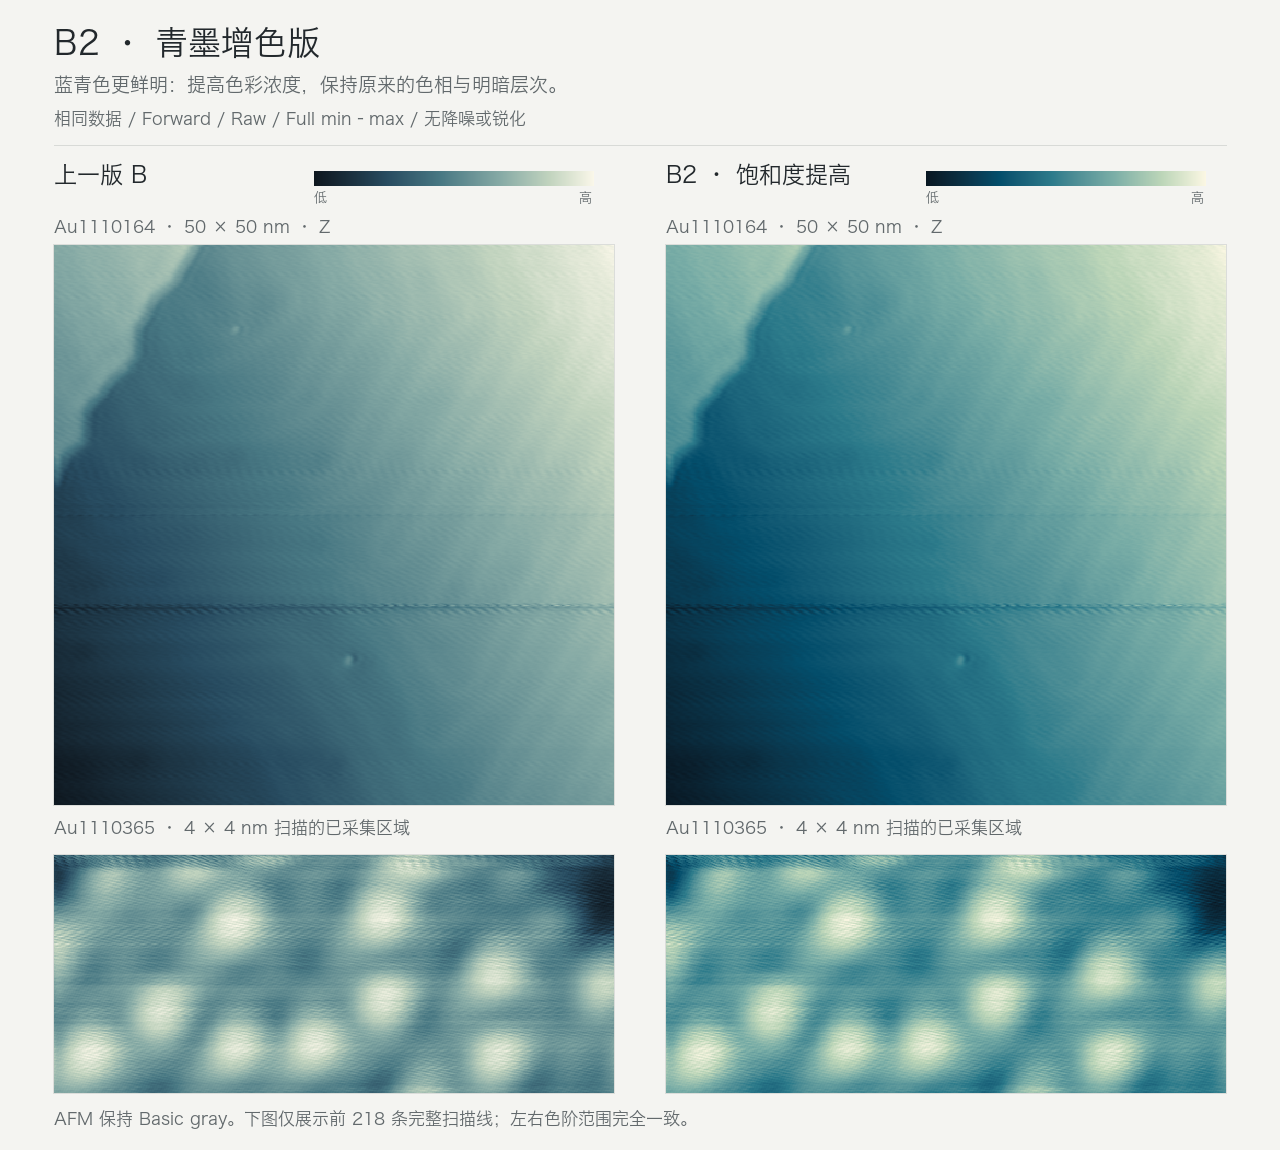 B2 · 青墨增色版
蓝青色更鲜明：提高色彩浓度，保持原来的色相与明暗层次。
相同数据 / Forward / Raw / Full min - max / 无降噪或锐化
上一版 B
低 高
Au1110164 · 50 × 50 nm · Z
B2 · 饱和度提高
低 高
Au1110164 · 50 × 50 nm · Z
Au1110365 · 4 × 4 nm 扫描的已采集区域
Au1110365 · 4 × 4 nm 扫描的已采集区域
AFM 保持 Basic gray。下图仅展示前 218 条完整扫描线；左右色阶范围完全一致。